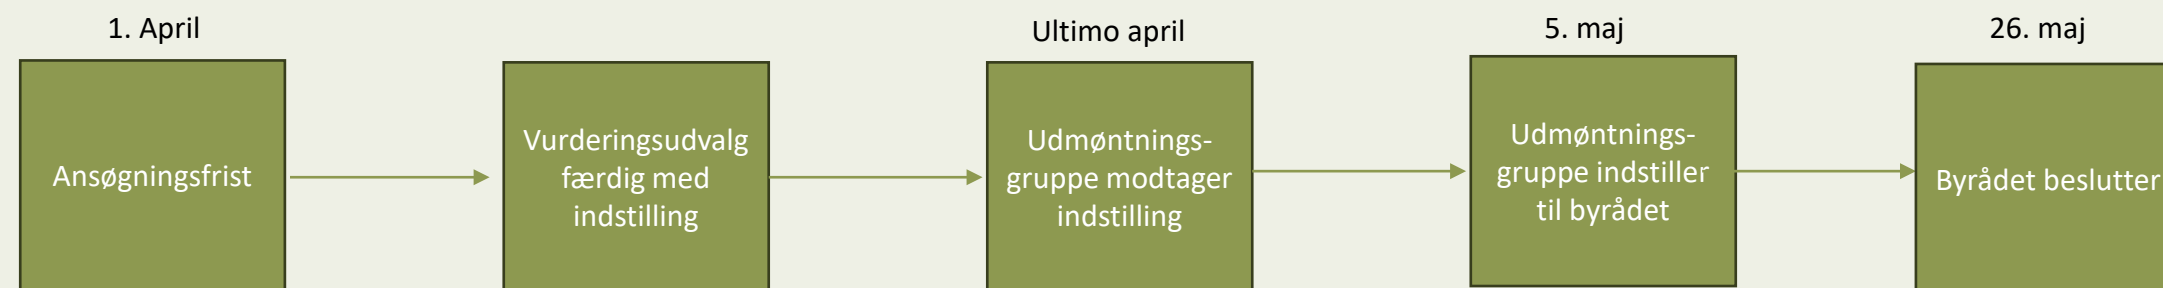 1. April
Ansøgningsfrist
Vurderingsudvalg
færdig med
indstilling
Ultimo april
Udmøntnings-
gruppe modtager
indstilling
5. maj
Udmøntnings-
gruppe indstiller
til byrådet
26. maj
Byrådet beslutter